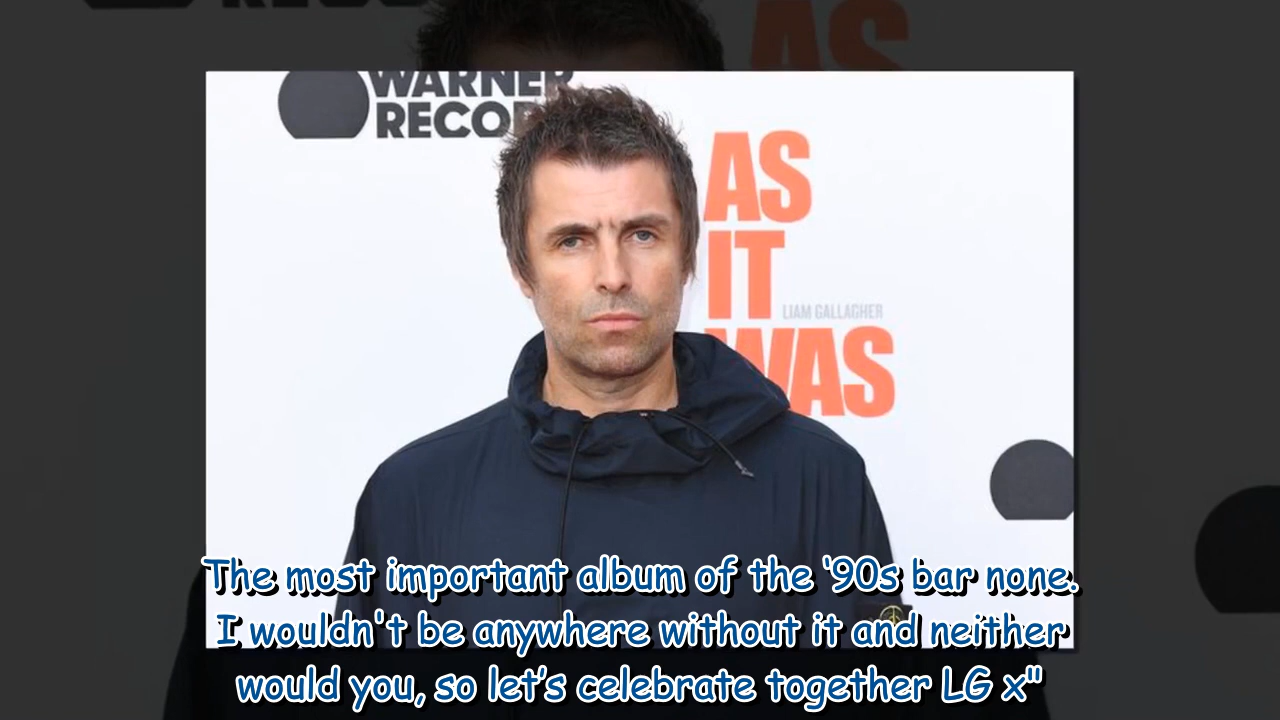 WARNER
RECO
AS
IT
LIAM GALLAGHER
WAS
The most important album of the '90s bar none.
I wouldn't be anywhere without it and neither
would you, so let’s celebrate together LG x"